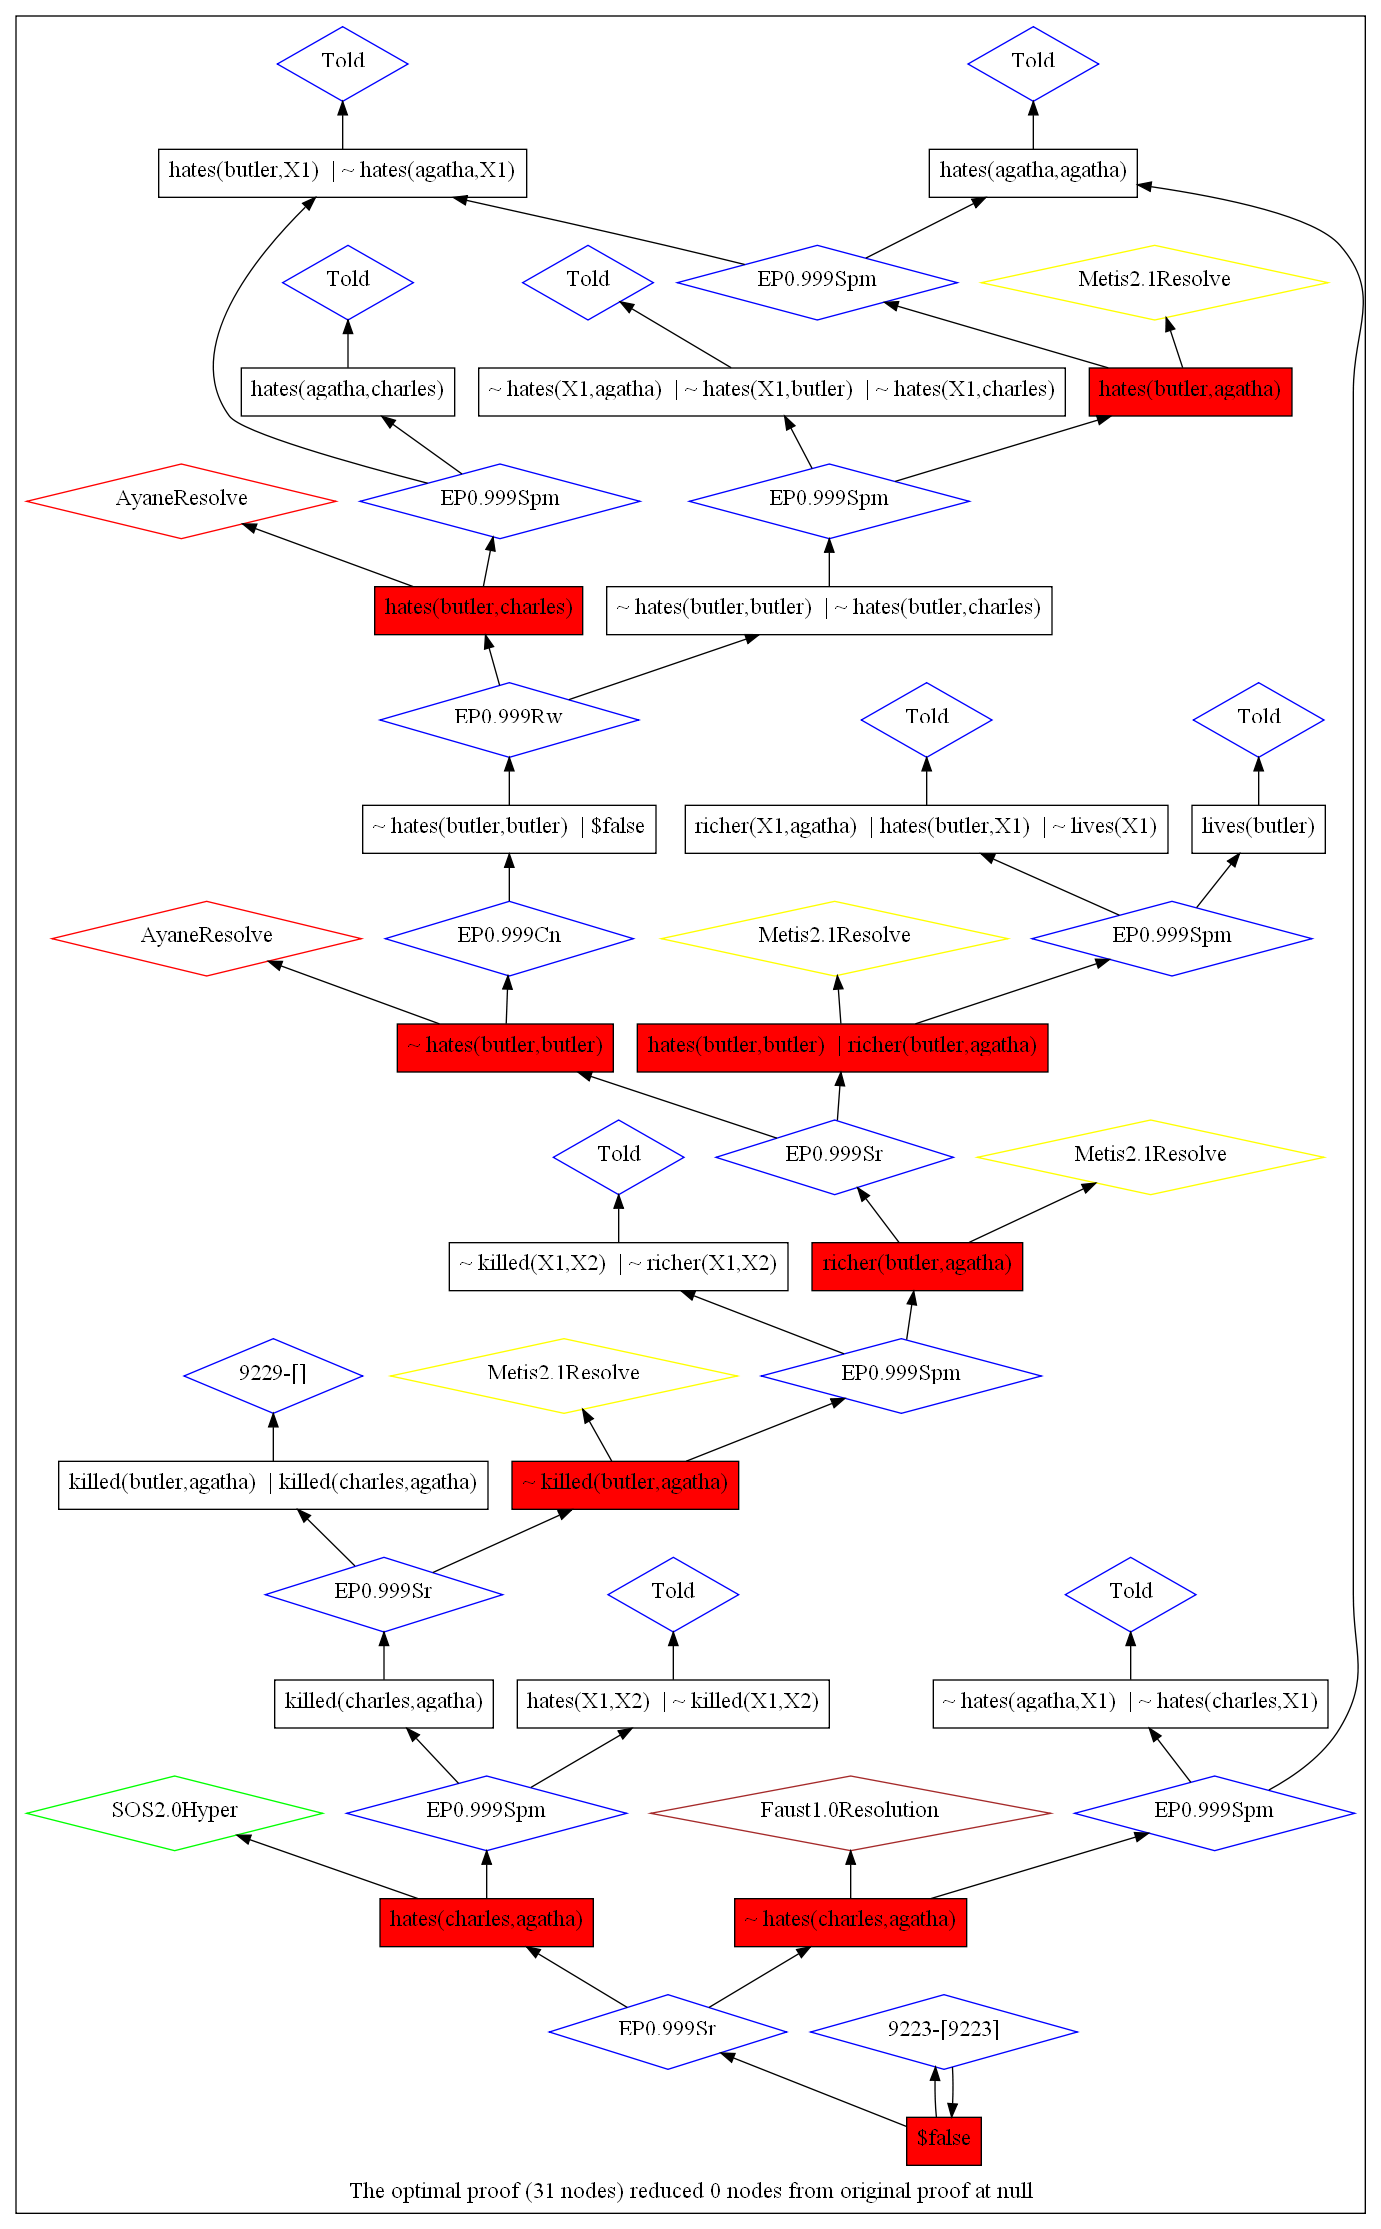 Told
Told
hates(butler,X1) | ~ hates(agatha,X1)
hates(agatha,agatha)
Told
Told
EP0.999Spm
Metis2.1Resolve
hates(agatha,charles)
~ hates(X1,agatha) | ~ hates(X1,butler) | ~ hates(X1,charles)
hates(butler,agatha)
AyaneResolve
EP0.999Spm
EP0.999Spm
hates(butler,charles)
~ hates(butler,butler) | ~ hates(butler,charles)
EP0.999Rw
Told
Told
~ hates(butler,butler) | $false
richer(X1,agatha) | hates(butler,X1) | ~ lives(X1)
lives(butler)
AyaneResolve
EP0.999Cn
Metis2.1Resolve
EP0.999Spm
~ hates(butler,butler)
hates(butler,butler) | richer(butler,agatha)
Told
EP0.999Sr
Metis2.1Resolve
~ killed(X1,X2) | ~ richer(X1,X2)
richer(butler,agatha)
9229-[]
Metis2.1Resolve
EP0.999Spm
killed(butler,agatha) | killed(charles,agatha)
~ killed(butler,agatha)
EP0.999Sr
Told
Told
killed(charles,agatha)
hates(X1,X2) | ~ killed(X1,X2)
~ hates(agatha,X1) | ~ hates(charles,X1)
SOS2.0Hyper
EP0.999Spm
Faust1.0Resolution
EP0.999Spm
hates(charles,agatha)
~ hates(charles,agatha)
EP0.999Sr
9223-[9223]
$false
The optimal proof (31 nodes) reduced 0 nodes from original proof at null